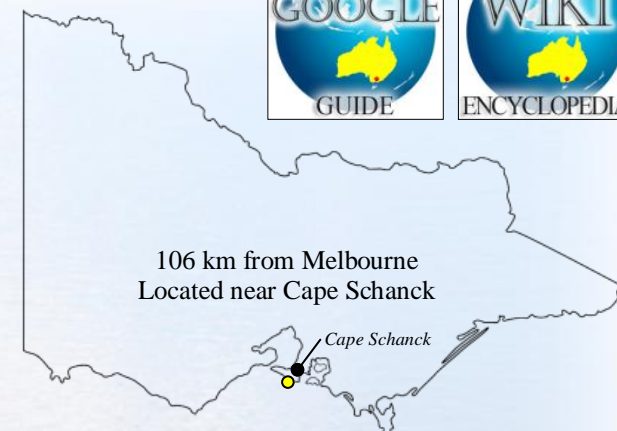 GOOGLE
GUIDE
WIKI
ENCYCLOPEDIA
106 km from Melbourne
Located near Cape Schanck
Cape Schanck